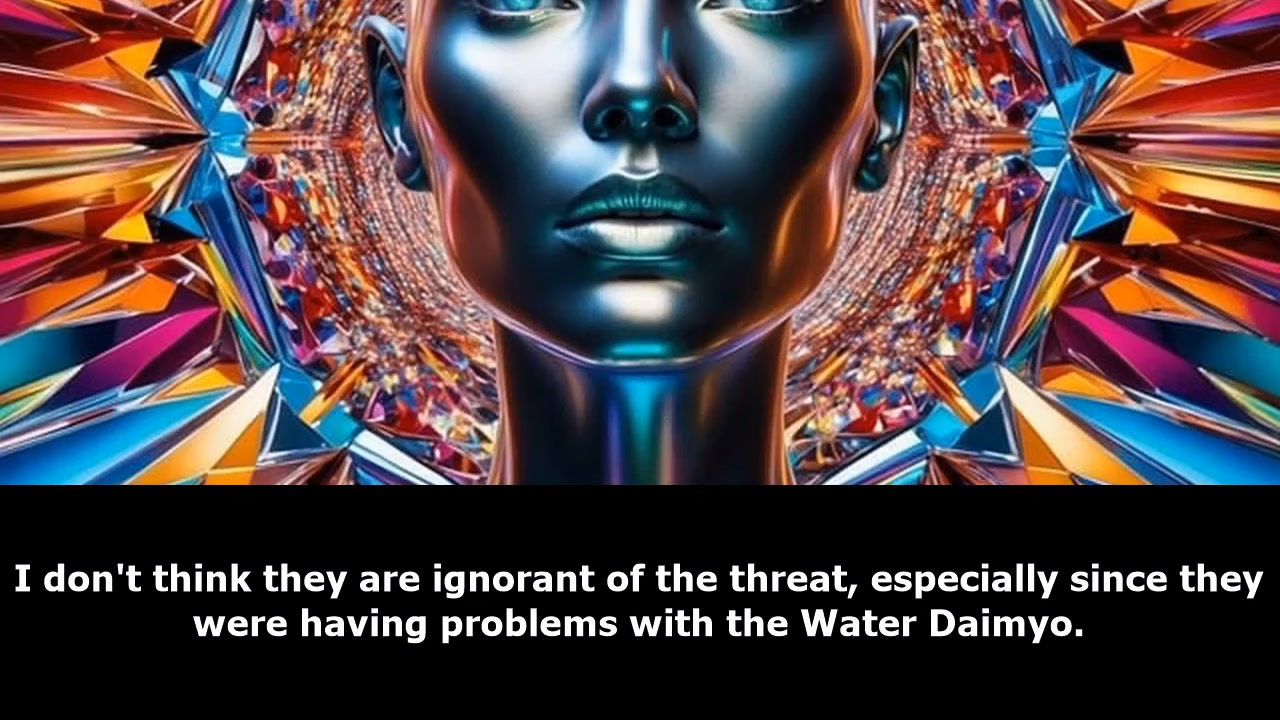 I don't think they are ignorant of the threat, especially since they
were having problems with the Water Daimyo.